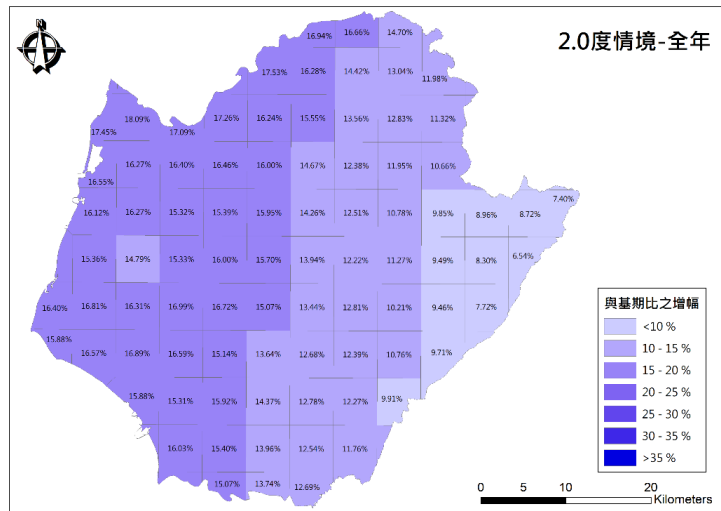 2.0度情境-全年
N
16.94% 16.66% 14.70%
17.53% 16.28% 14.42% 13.04% 11.98%
17.45% 18.09% 17.09% 17.26% 16.24% 15.55% 13.56% 12.83% 11.32%
16.55% 16.27% 16.40% 16.46% 16.00% 14.67% 12.38% 11.95% 10.66%
16.12% 16.27% 15.32% 15.39% 15.95% 14.26% 12.51% 10.78% 9.85% 8.96% 8.72% 7.40%
15.36% 14.79% 15.33% 16.00% 15.70% 13.94% 12.22% 11.27% 9.49% 8.30% 6.54%
16.40% 16.81% 16.31% 16.99% 16.72% 15.07% 13.44% 12.81% 10.21% 9.46% 7.72%
15.88% 16.57% 16.89% 16.59% 15.14% 13.64% 12.68% 12.39% 10.76% 9.71%
15.88% 15.31% 15.92% 14.37% 12.78% 12.27% 9.91%
16.03% 15.40% 13.96% 12.54% 11.76%
15.07% 13.74% 12.69%
與基期比之增幅
<10 %
10 - 15 %
15 - 20 %
20 - 25 %
25 - 30 %
30 - 35 %
>35 %
0 5 10 20
Kilometers